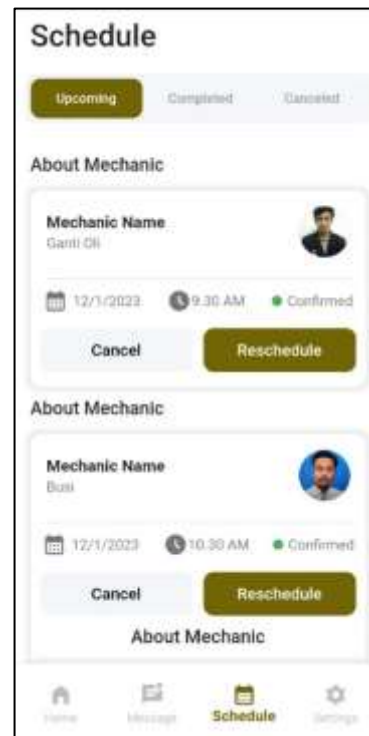 Schedule
Upcoming Completed Canceled
About Mechanic
Mechanic Name
Ganti Oli
12/1/2023 9.30 AM Confirmed
Cancel Reschedule
About Mechanic
Mechanic Name
Busi
12/1/2023 10.30 AM Confirmed
Cancel Reschedule
About Mechanic
Home Message Schedule Settings